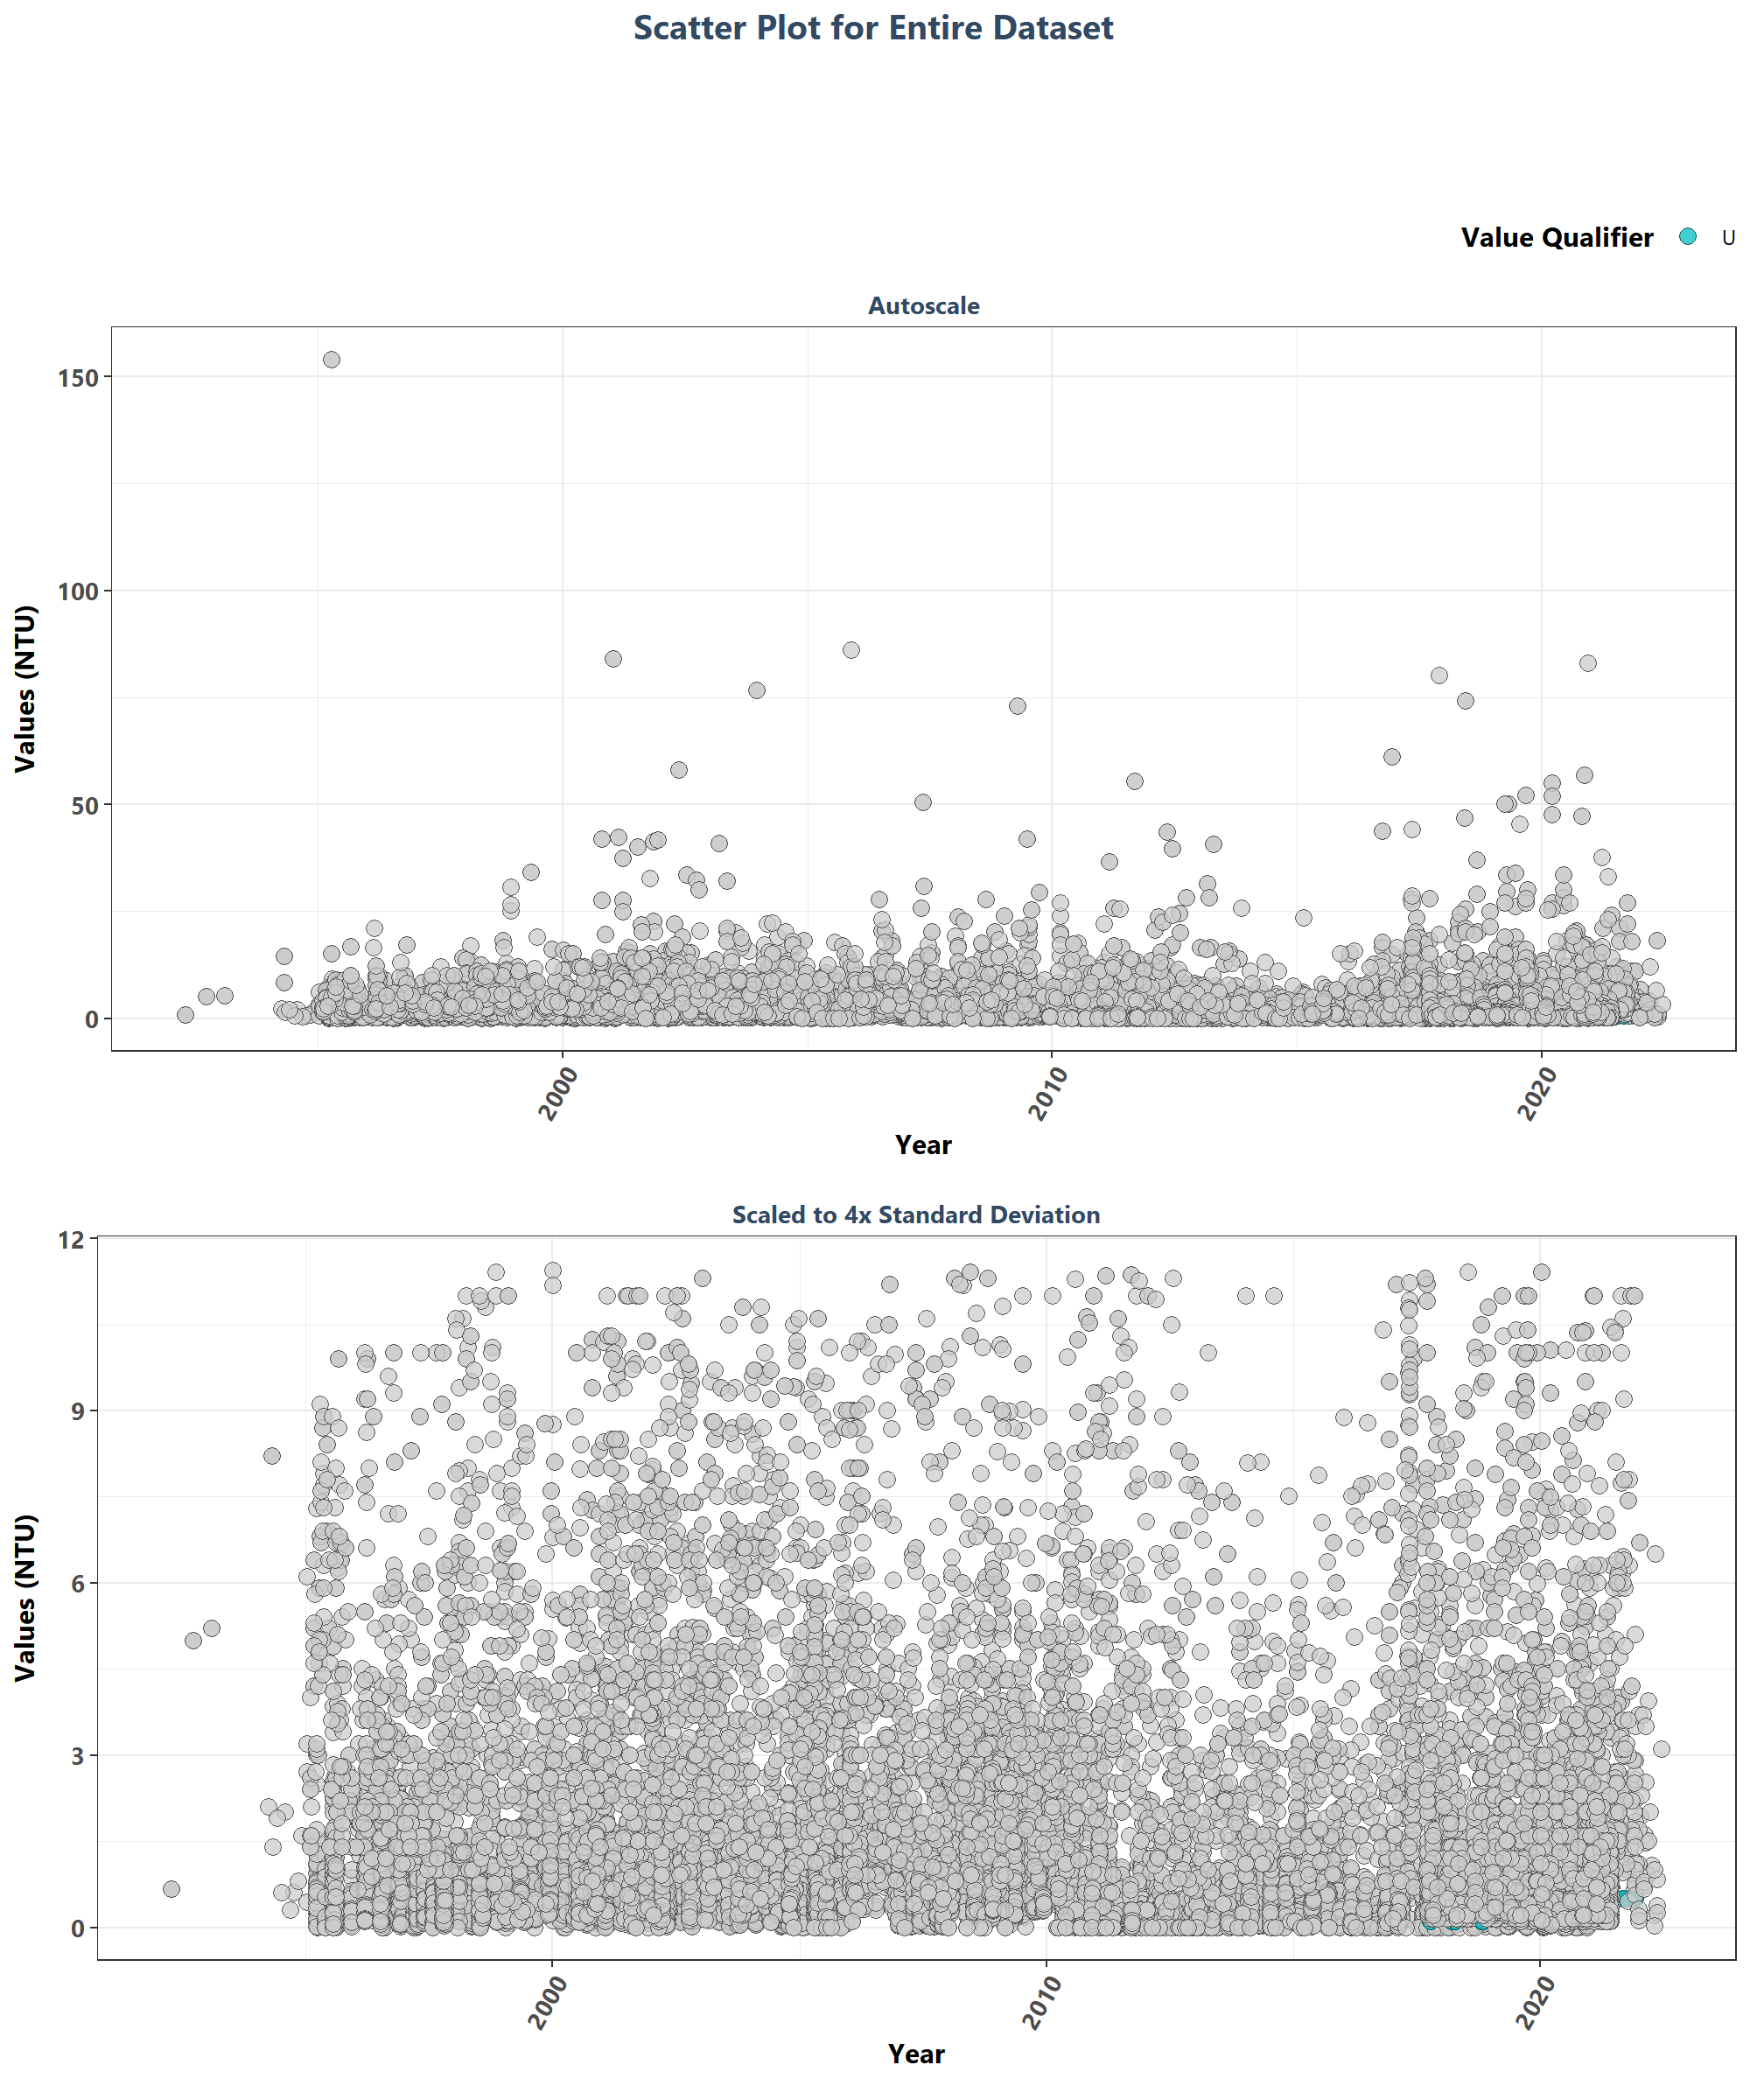 Scatter Plot for Entire Dataset
Value Qualifier U
Autoscale
150
100
50
0
Values (NTU)
2000 2010 2020
Year
Scaled to 4x Standard Deviation
12
9
6
3
0
Values (NTU)
2000 2010 2020
Year